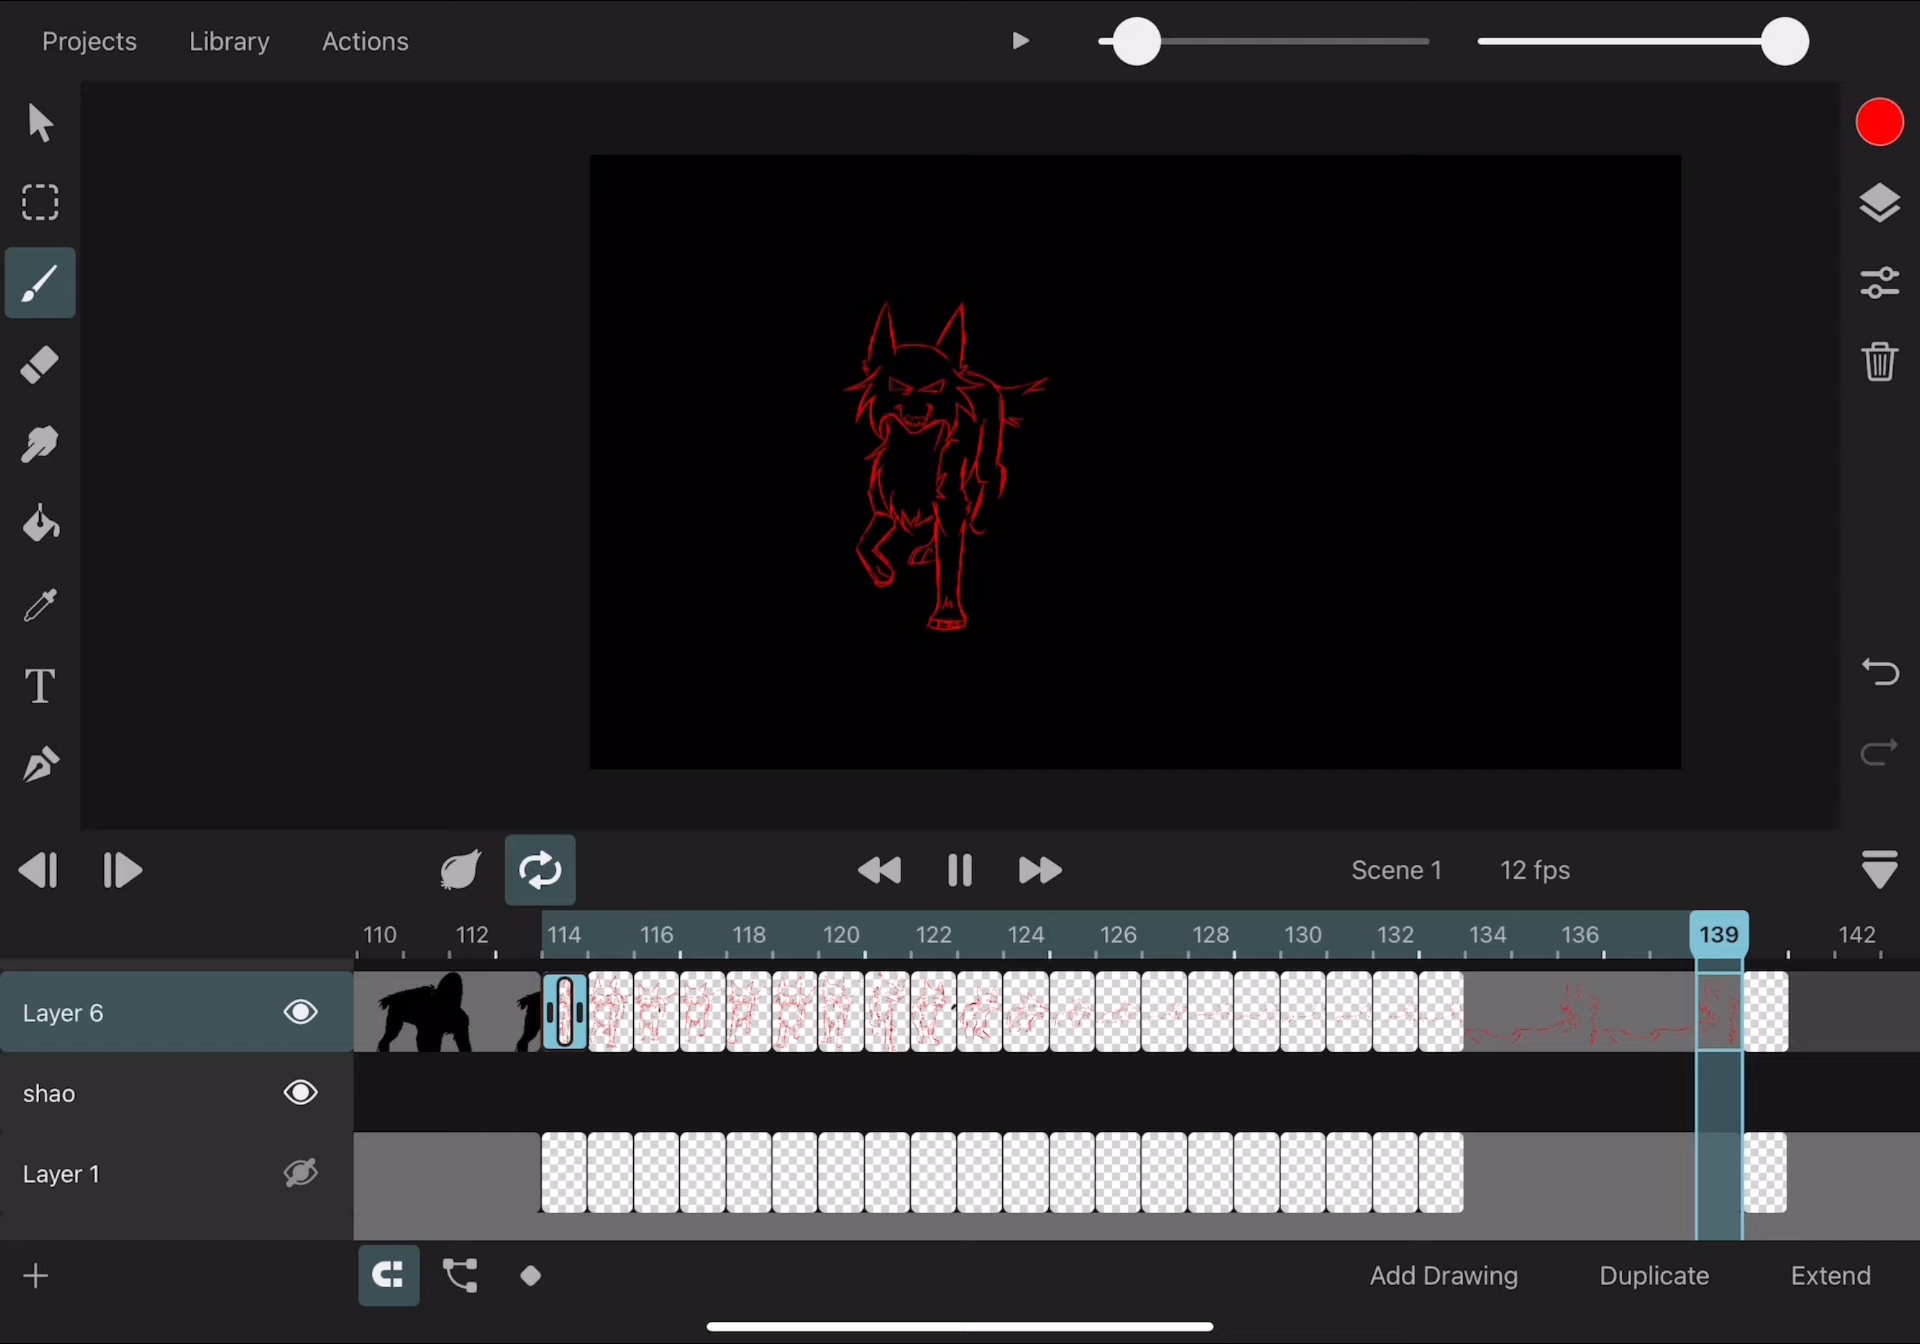 Projects Library Actions
T
Scene 1 12 fps
110 112 114 116 118 120 122 124 126 128 130 132 134 136 139 142
Layer 6
shao
Layer 1
Add Drawing Duplicate Extend